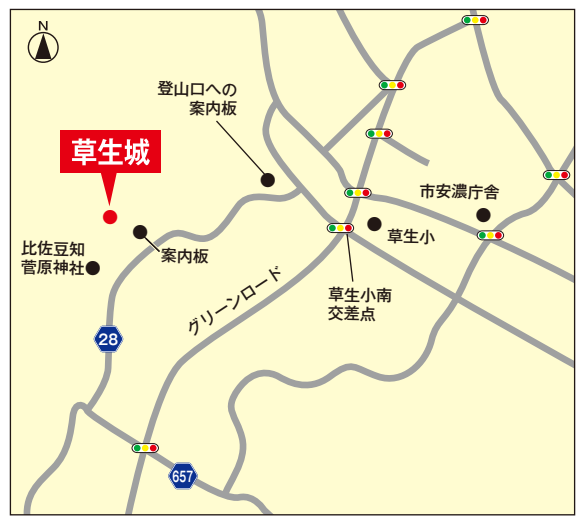 N
登山口への
案内板
草生城
市安濃庁舎
草生小
比佐豆知
菅原神社
案内板
グリーンロード
草生小南
交差点
28
657